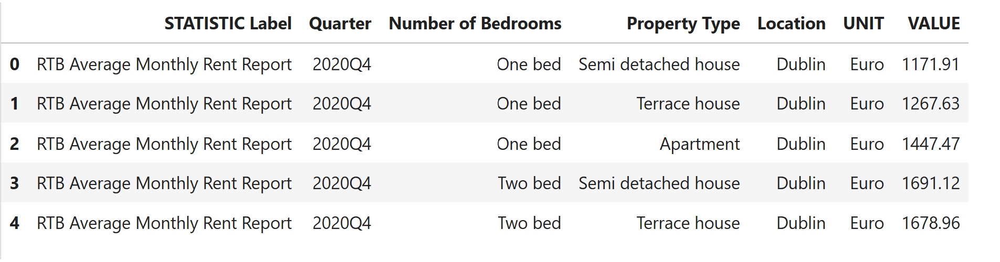 STATISTIC Label Quarter Number of Bedrooms Property Type Location UNIT VALUE
0 RTB Average Monthly Rent Report 2020Q4 One bed Semi detached house Dublin Euro 1171.91
1 RTB Average Monthly Rent Report 2020Q4 One bed Terrace house Dublin Euro 1267.63
2 RTB Average Monthly Rent Report 2020Q4 One bed Apartment Dublin Euro 1447.47
3 RTB Average Monthly Rent Report 2020Q4 Two bed Semi detached house Dublin Euro 1691.12
4 RTB Average Monthly Rent Report 2020Q4 Two bed Terrace house Dublin Euro 1678.96